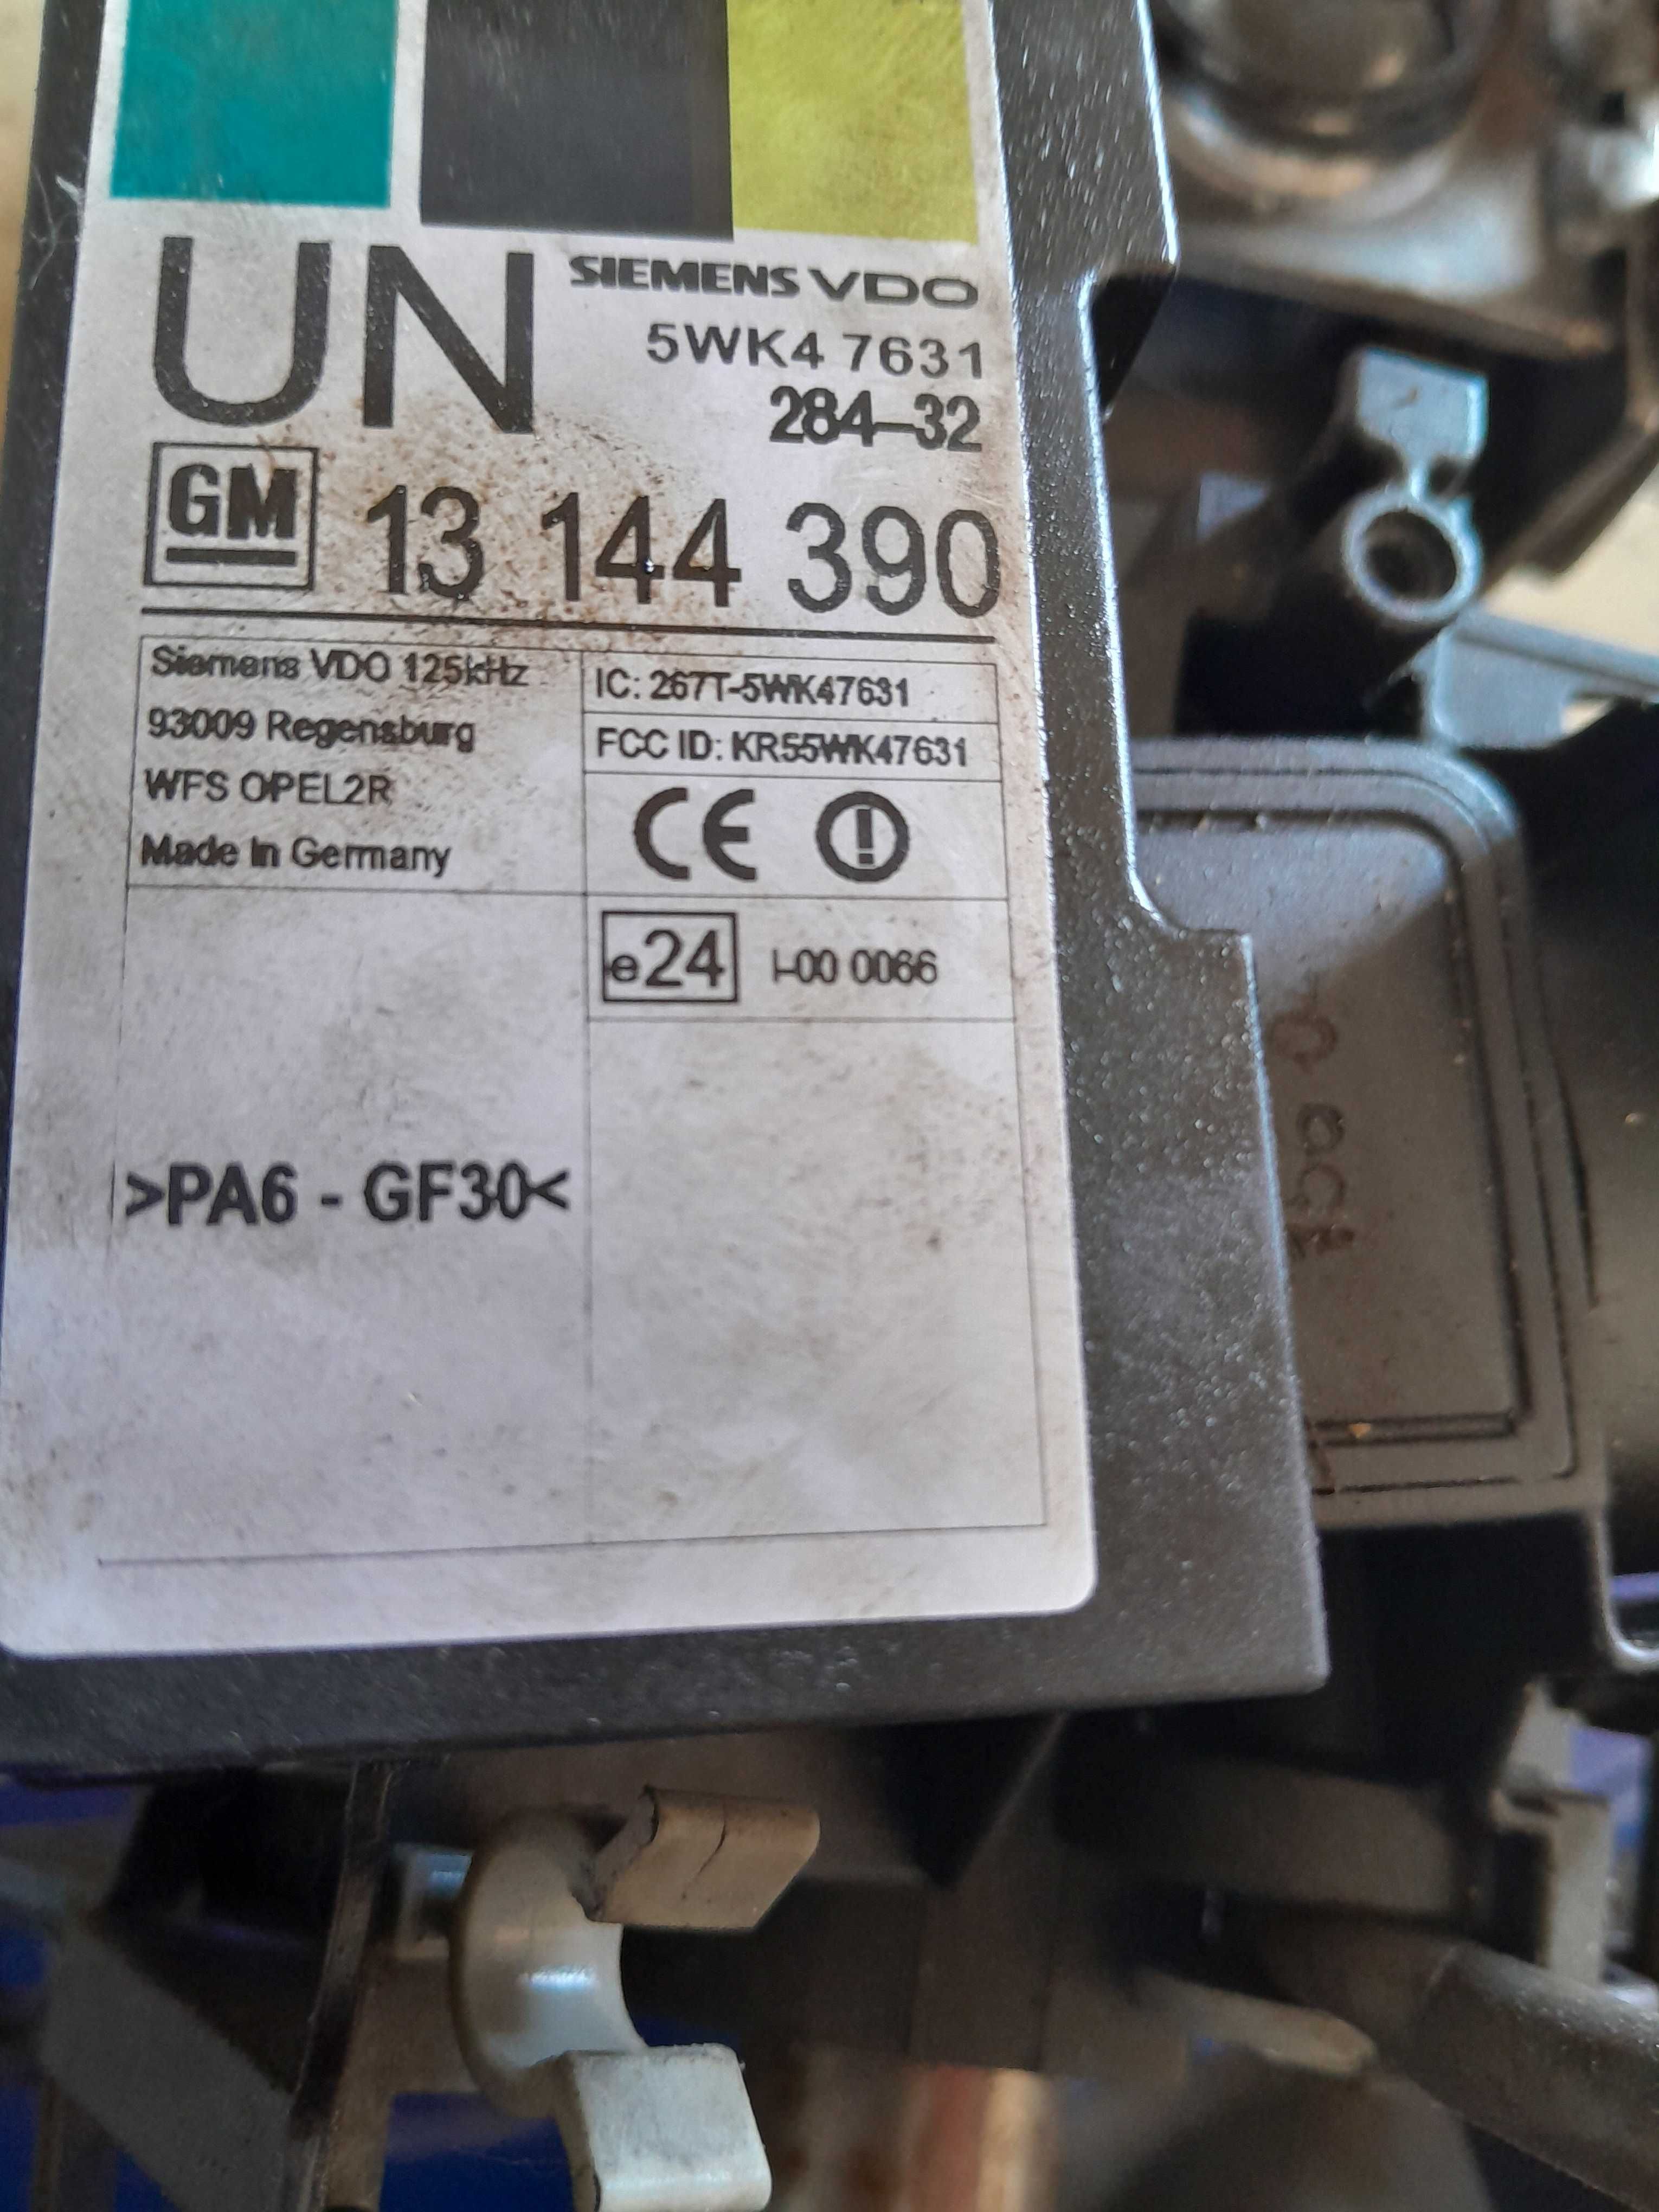 UN SIEMENS VDO
5WK4 7631
284-32
GM 13 144 390
Siemens VDO 125kHz
93009 Regensburg
WFS OPEL2R
Made in Germany
IC: 267T-5WK47631
FCC ID: KR55WK47631
CE
e24 I-00 0066
>PA6 - GF30<